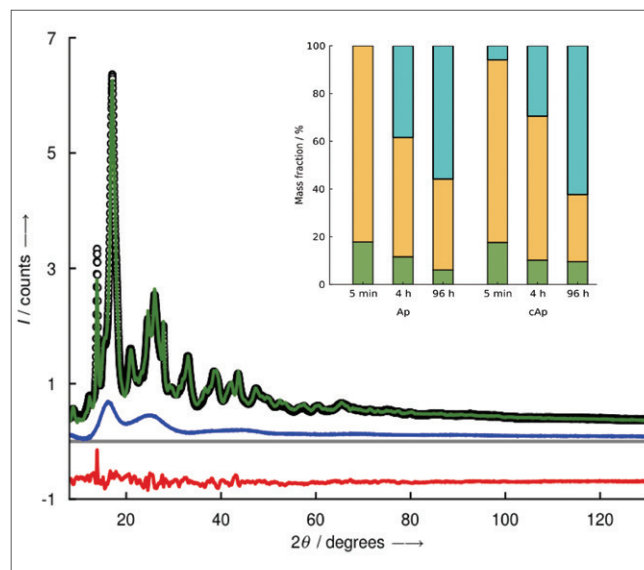 7
5
3
1
-1
I / counts —→
20
40
60
80
100
120
2θ / degrees —→
100
80
60
40
20
0
Mass fraction / %
5 min
4 h
96 h
5 min
4 h
96 h
Ap
cAp